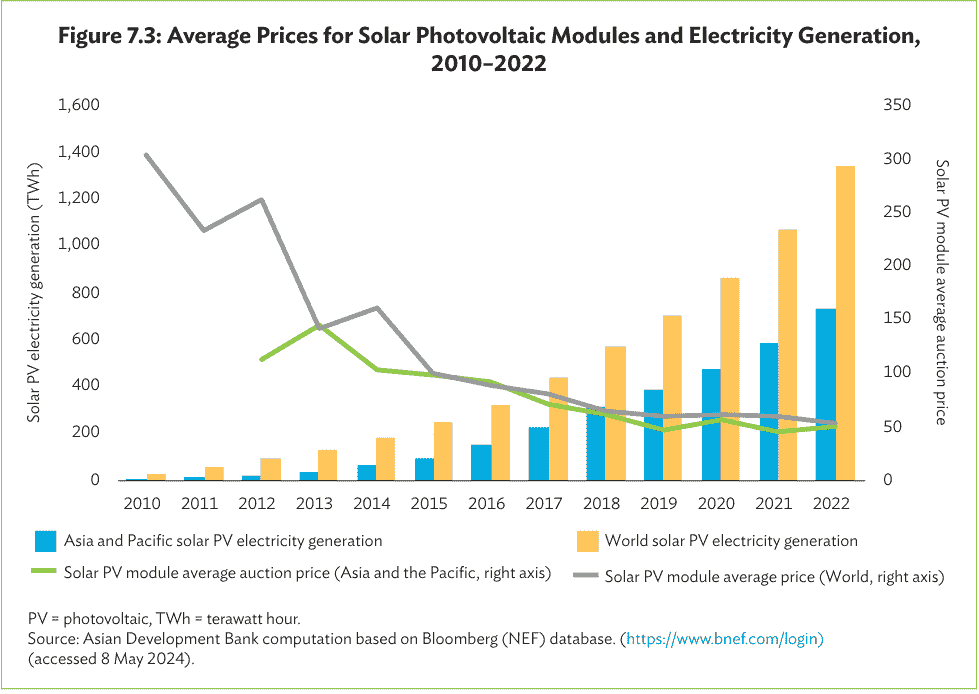 Figure 7.3: Average Prices for Solar Photovoltaic Modules and Electricity Generation,
2010–2022
Solar PV electricity generation (TWh)
1,600
1,400
1,200
1,000
800
600
400
200
0
350
300
250
200
150
100
50
0
Solar PV module average auction price
2010 2011 2012 2013 2014 2015 2016 2017 2018 2019 2020 2021 2022
Asia and Pacific solar PV electricity generation
World solar PV electricity generation
Solar PV module average auction price (Asia and the Pacific, right axis)
Solar PV module average price (World, right axis)
PV = photovoltaic, TWh = terawatt hour.
Source: Asian Development Bank computation based on Bloomberg (NEF) database. (https://www.bnef.com/login)
(accessed 8 May 2024).